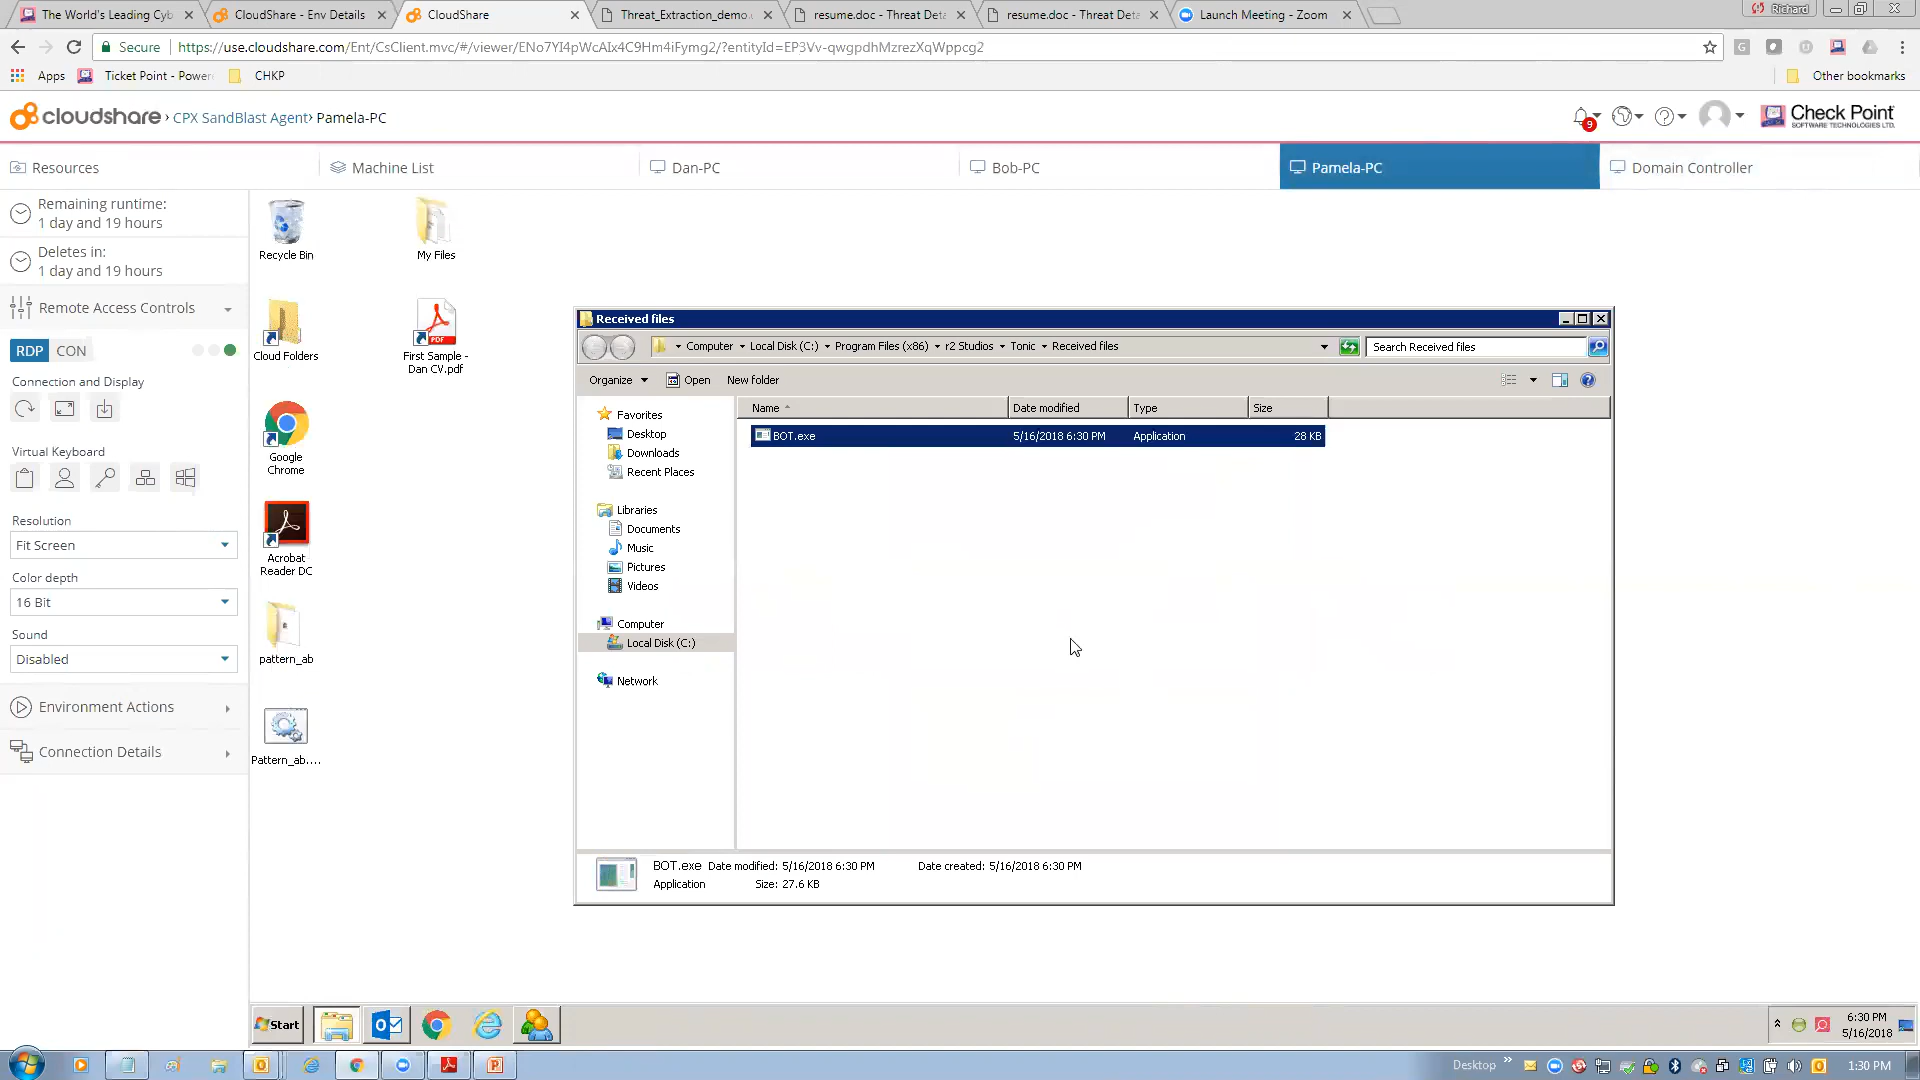 The World's Leading Cyb
CloudShare - Env Details
CloudShare
Threat_Extraction_demo.
resume.doc - Threat Deta
resume.doc - Threat Deta
Launch Meeting - Zoom
Richard
Secure
https://use.cloudshare.com/Ent/CsClient.mvc/#/viewer/ENo7YI4pWcAIx4C9Hm4iFymg2/?entityId=EP3Vv-qwgpdhMzrezXqWppcg2
Apps
Ticket Point - Power
CHKP
Other bookmarks
cloudshare › CPX SandBlast Agent› Pamela-PC
9
Check Point
SOFTWARE TECHNOLOGIES LTD.
Resources
Machine List
Dan-PC
Bob-PC
Pamela-PC
Domain Controller
Remaining runtime:
1 day and 19 hours
Deletes in:
1 day and 19 hours
Remote Access Controls
RDP CON
Connection and Display
Virtual Keyboard
Resolution
Fit Screen
Color depth
16 Bit
Sound
Disabled
Environment Actions
Connection Details
Recycle Bin
My Files
Cloud Folders
First Sample -
Dan CV.pdf
Google
Chrome
Acrobat
Reader DC
pattern_ab
Pattern_ab....
Received files
Computer
Local Disk (C:)
Program Files (x86)
r2 Studios
Tonic
Received files
Search Received files
Organize
Open
New folder
Favorites
Desktop
Downloads
Recent Places
Libraries
Documents
Music
Pictures
Videos
Computer
Local Disk (C:)
Network
Name
Date modified
Type
Size
BOT.exe
5/16/2018 6:30 PM
Application
28 KB
BOT.exe Date modified: 5/16/2018 6:30 PM Date created: 5/16/2018 6:30 PM
Application Size: 27.6 KB
Start
6:30 PM
5/16/2018
Desktop
1:30 PM